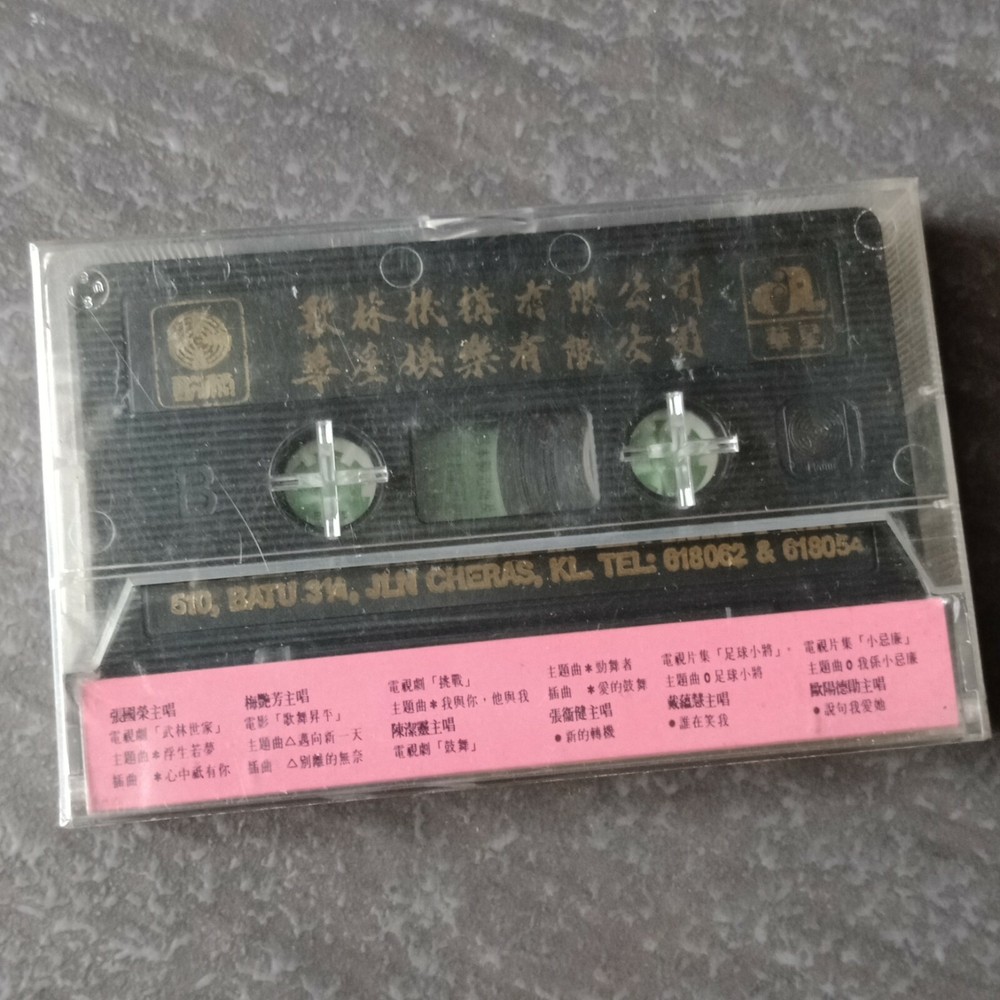 歌林機構有限公司
華星娛樂有限公司
華星
B
610, BATU 3¼, JLN CHERAS, KL. TEL: 618062 & 618054
張國榮主唱
電視劇「武林世家」
主題曲＊浮生若夢
插曲 ＊心中祇有你
梅艷芳主唱
電影「歌舞昇平」
主題曲△邁向新一天
插曲 △別離的無奈
電視劇「挑戰」
主題曲＊我與你，他與我
陳潔靈主唱
電視劇「鼓舞」
主題曲＊勁舞者
插曲 ＊愛的鼓舞
張衞健主唱
●新的轉機
電視片集「足球小將」。
主題曲０足球小將
戴蘊慧主唱
●誰在笑我
電視片集「小忌廉」
主題曲０我係小忌廉
歐陽德勛主唱
●說句我愛她